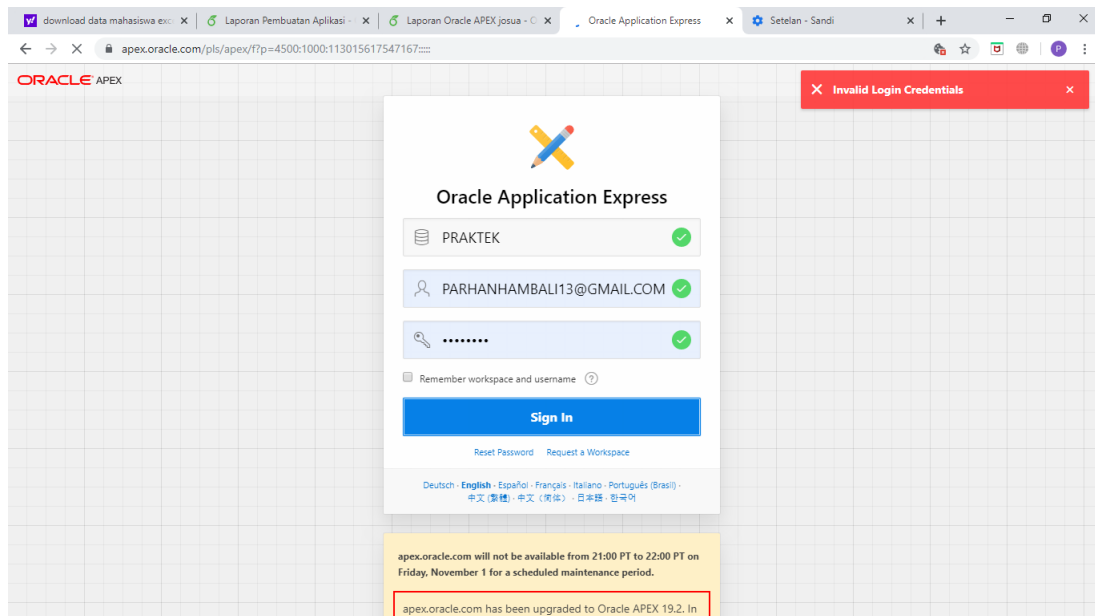 download data mahasiswa exc
Laporan Pembuatan Aplikasi -
Laporan Oracle APEX josua - O
Oracle Application Express
Setelan - Sandi
apex.oracle.com/pls/apex/f?p=4500:1000:113015617547167:::::
P
ORACLE APEX
Invalid Login Credentials
Oracle Application Express
PRAKTEK
PARHANHAMBALI13@GMAIL.COM
Remember workspace and username ?
Sign In
Reset Password Request a Workspace
Deutsch - English - Español - Français - Italiano - Português (Brasil) -
中文 (繁體) - 中文（简体） - 日本語 - 한국어
apex.oracle.com will not be available from 21:00 PT to 22:00 PT on
Friday, November 1 for a scheduled maintenance period.
apex.oracle.com has been upgraded to Oracle APEX 19.2. In